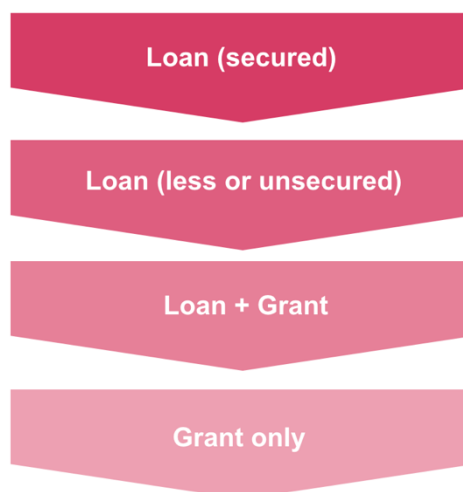 Loan (secured)
Loan (less or unsecured)
Loan + Grant
Grant only